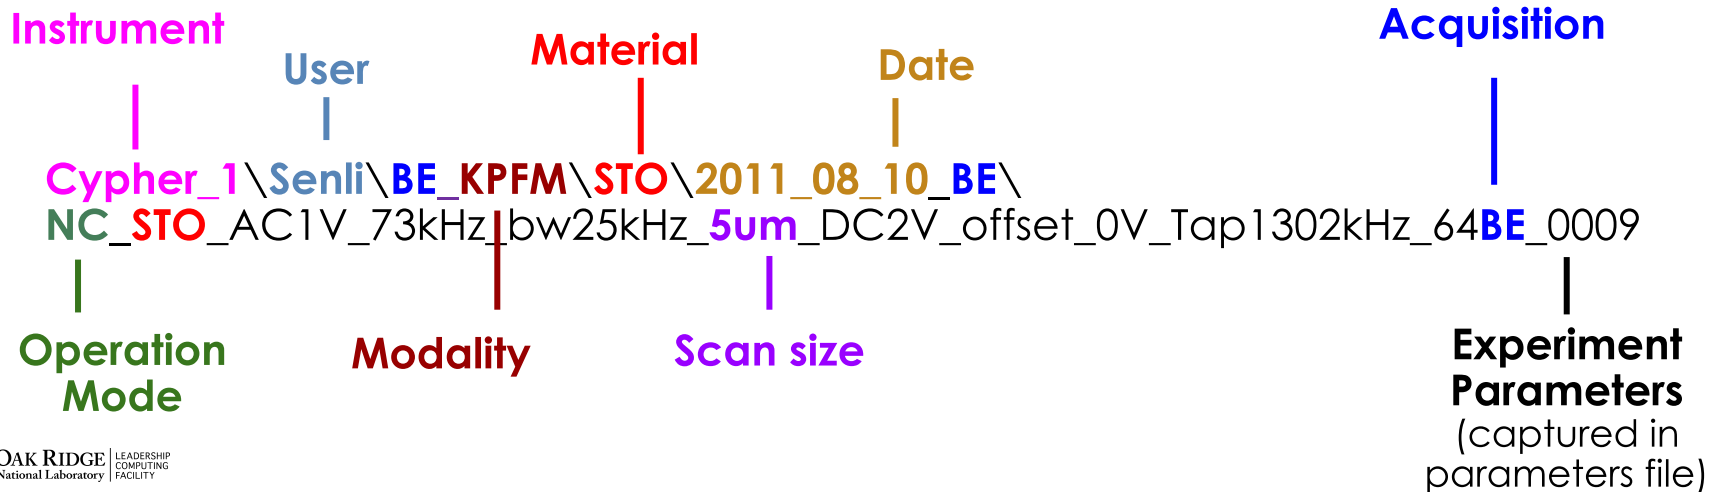 Instrument
User
Material
Date
Acquisition
Cypher_1\Senli\BE_KPFM\STO\2011_08_10_BE\
NC_STO_AC1V_73kHz_bw25kHz_5um_DC2V_offset_0V_Tap1302kHz_64BE_0009
Operation
Mode
Modality
Scan size
Experiment
Parameters
(captured in
parameters file)
OAK RIDGE
National Laboratory
LEADERSHIP
COMPUTING
FACILITY